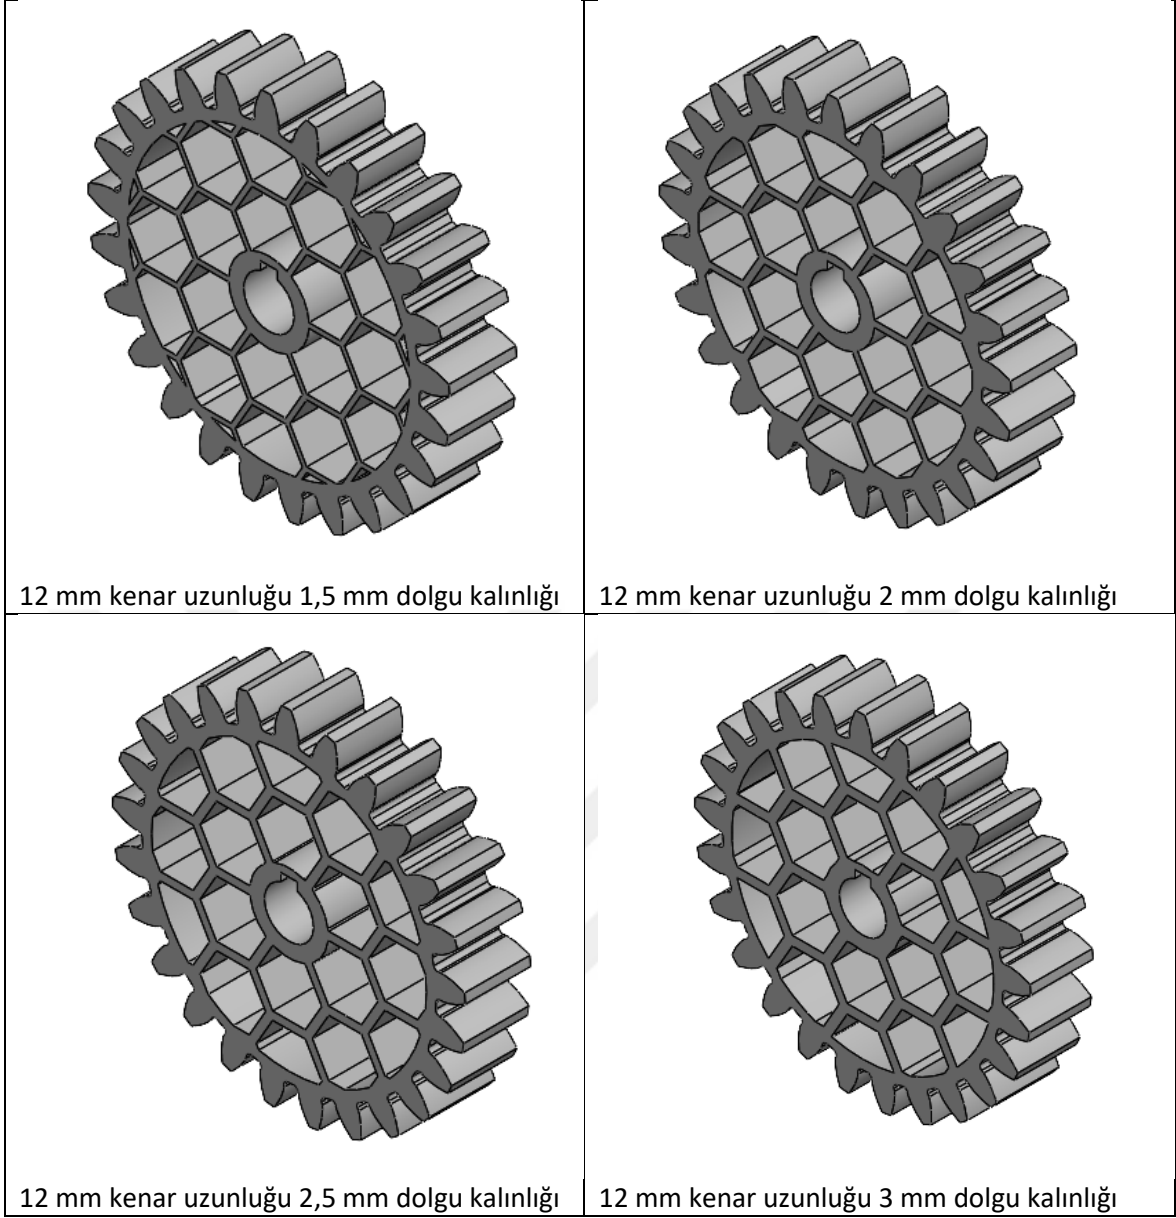 12 mm kenar uzunluğu 1,5 mm dolgu kalınlığı
12 mm kenar uzunluğu 2 mm dolgu kalınlığı
12 mm kenar uzunluğu 2,5 mm dolgu kalınlığı
12 mm kenar uzunluğu 3 mm dolgu kalınlığı